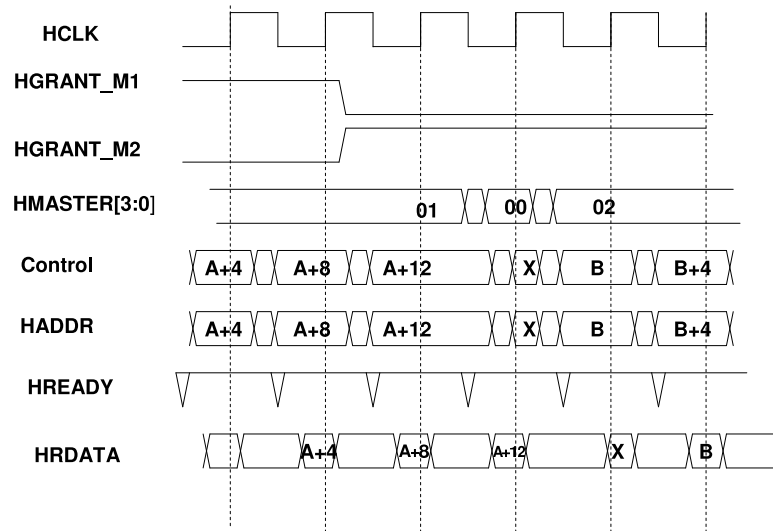 HCLK
HGRANT_M1
HGRANT_M2
HMASTER[3:0] 01 00 02
Control A+4 A+8 A+12 X B B+4
HADDR A+4 A+8 A+12 X B B+4
HREADY
HRDATA A+4 A+8 A+12 X B